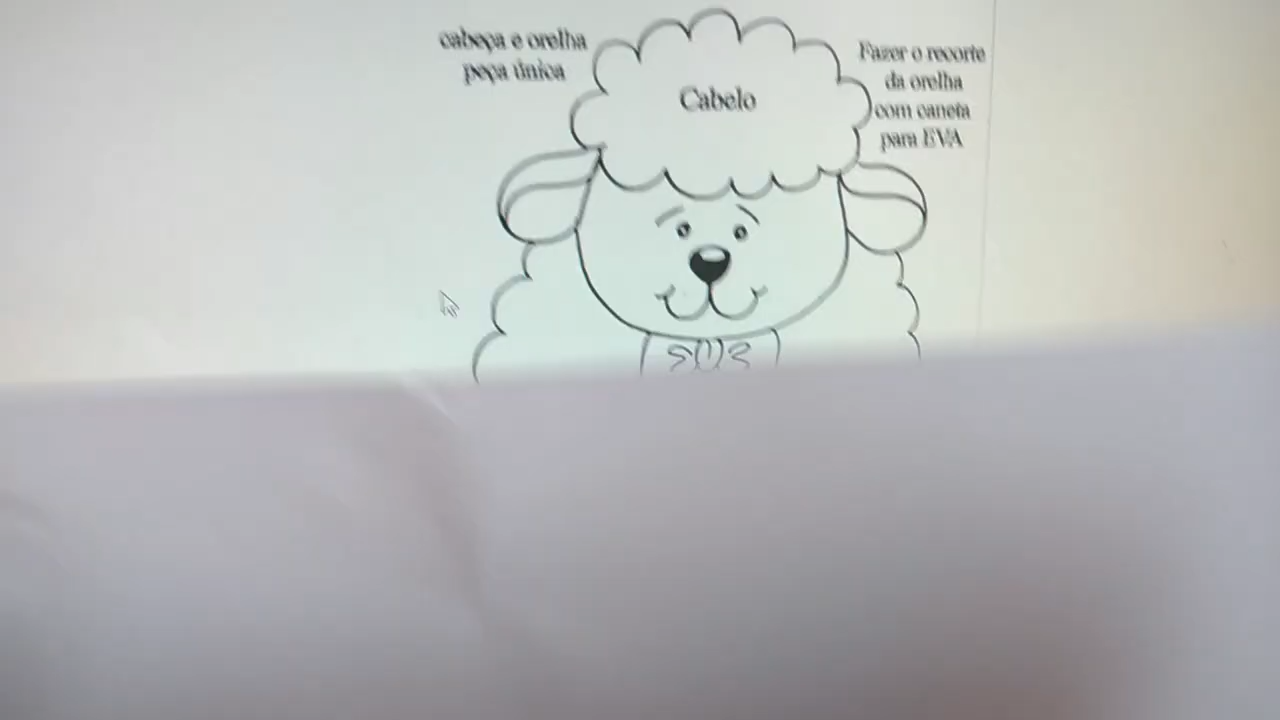 cabeça e orelha
peça única
Cabelo
Fazer o recorte
da orelha
com caneta
para EVA